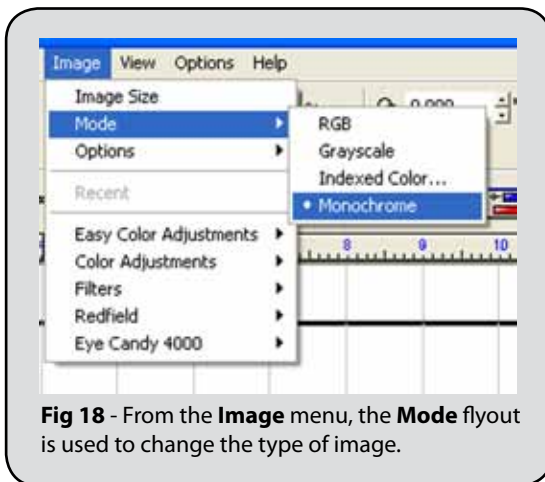 Image View Options Help
Image Size
Mode
Options
Recent
Easy Color Adjustments
Color Adjustments
Filters
Redfield
Eye Candy 4000
RGB
Grayscale
Indexed Color...
Monochrome
8 9 10
Fig 18 - From the Image menu, the Mode flyout
is used to change the type of image.